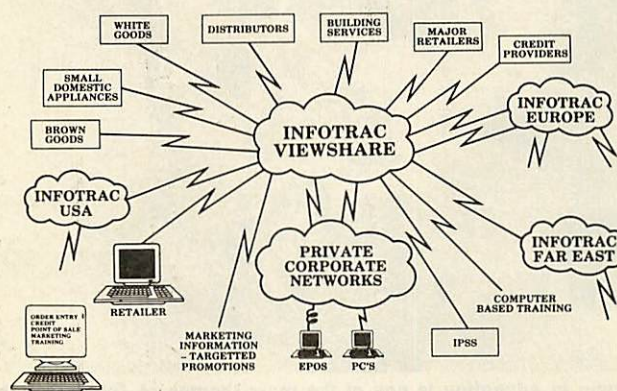 WHITE
GOODS
DISTRIBUTORS
BUILDING
SERVICES
MAJOR
RETAILERS
CREDIT
PROVIDERS
SMALL
DOMESTIC
APPLIANCES
BROWN
GOODS
INFOTRAC
VIEWSHARE
INFOTRAC
EUROPE
INFOTRAC
USA
RETAILER
PRIVATE
CORPORATE
NETWORKS
INFOTRAC
FAR EAST
COMPUTER
BASED TRAINING
IPSS
MARKETING
INFORMATION
– TARGETTED
PROMOTIONS
EPOS
PC'S
ORDER ENTRY
CREDIT
POINT OF SALE
MARKETING
TRAINING